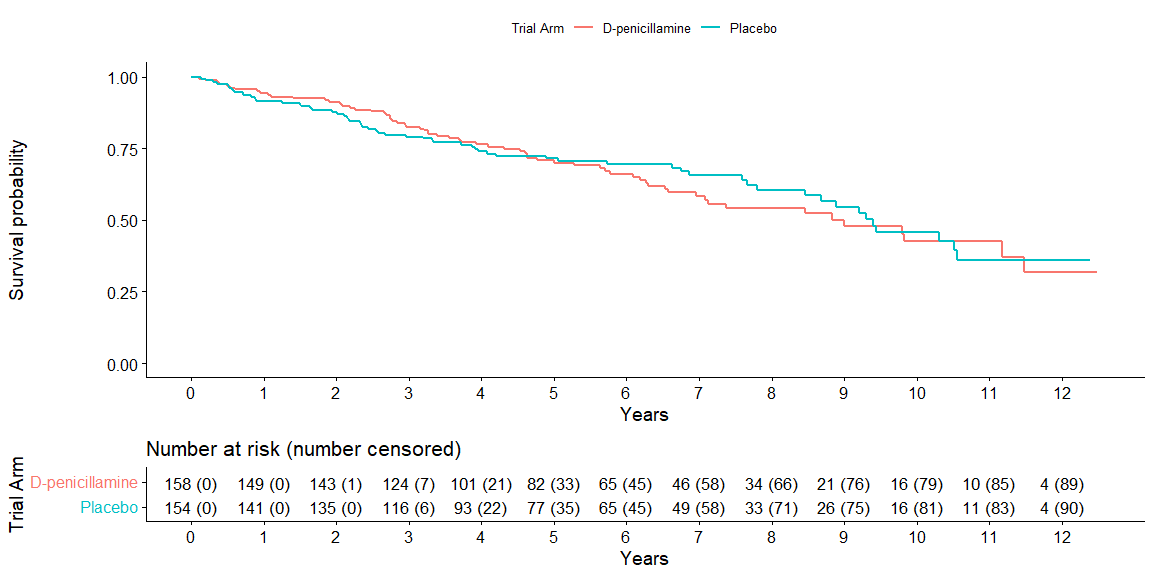 Trial Arm D-penicillamine Placebo
Survival probability
1.00
0.75
0.50
0.25
0.00
0 1 2 3 4 5 6 7 8 9 10 11 12
Years
Number at risk (number censored)
Trial Arm
D-penicillamine 158 (0) 149 (0) 143 (1) 124 (7) 101 (21) 82 (33) 65 (45) 46 (58) 34 (66) 21 (76) 16 (79) 10 (85) 4 (89)
Placebo 154 (0) 141 (0) 135 (0) 116 (6) 93 (22) 77 (35) 65 (45) 49 (58) 33 (71) 26 (75) 16 (81) 11 (83) 4 (90)
0 1 2 3 4 5 6 7 8 9 10 11 12
Years